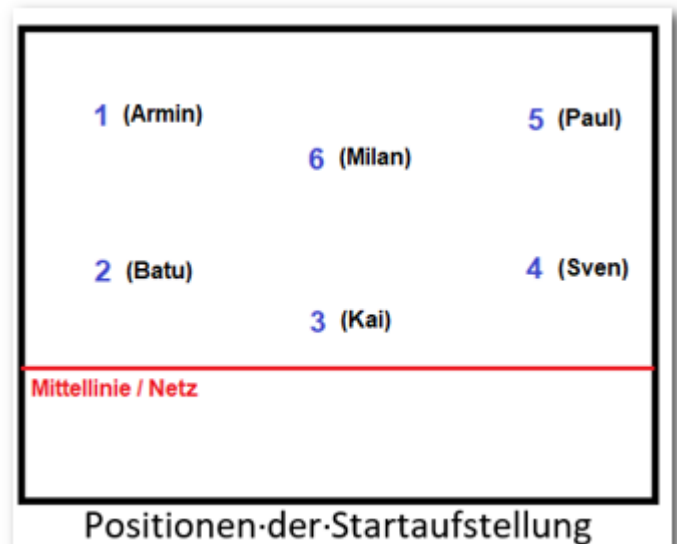 1 (Armin)
5 (Paul)
6 (Milan)
2 (Batu)
4 (Sven)
3 (Kai)
Mittellinie / Netz
Positionen·der·Startaufstellung